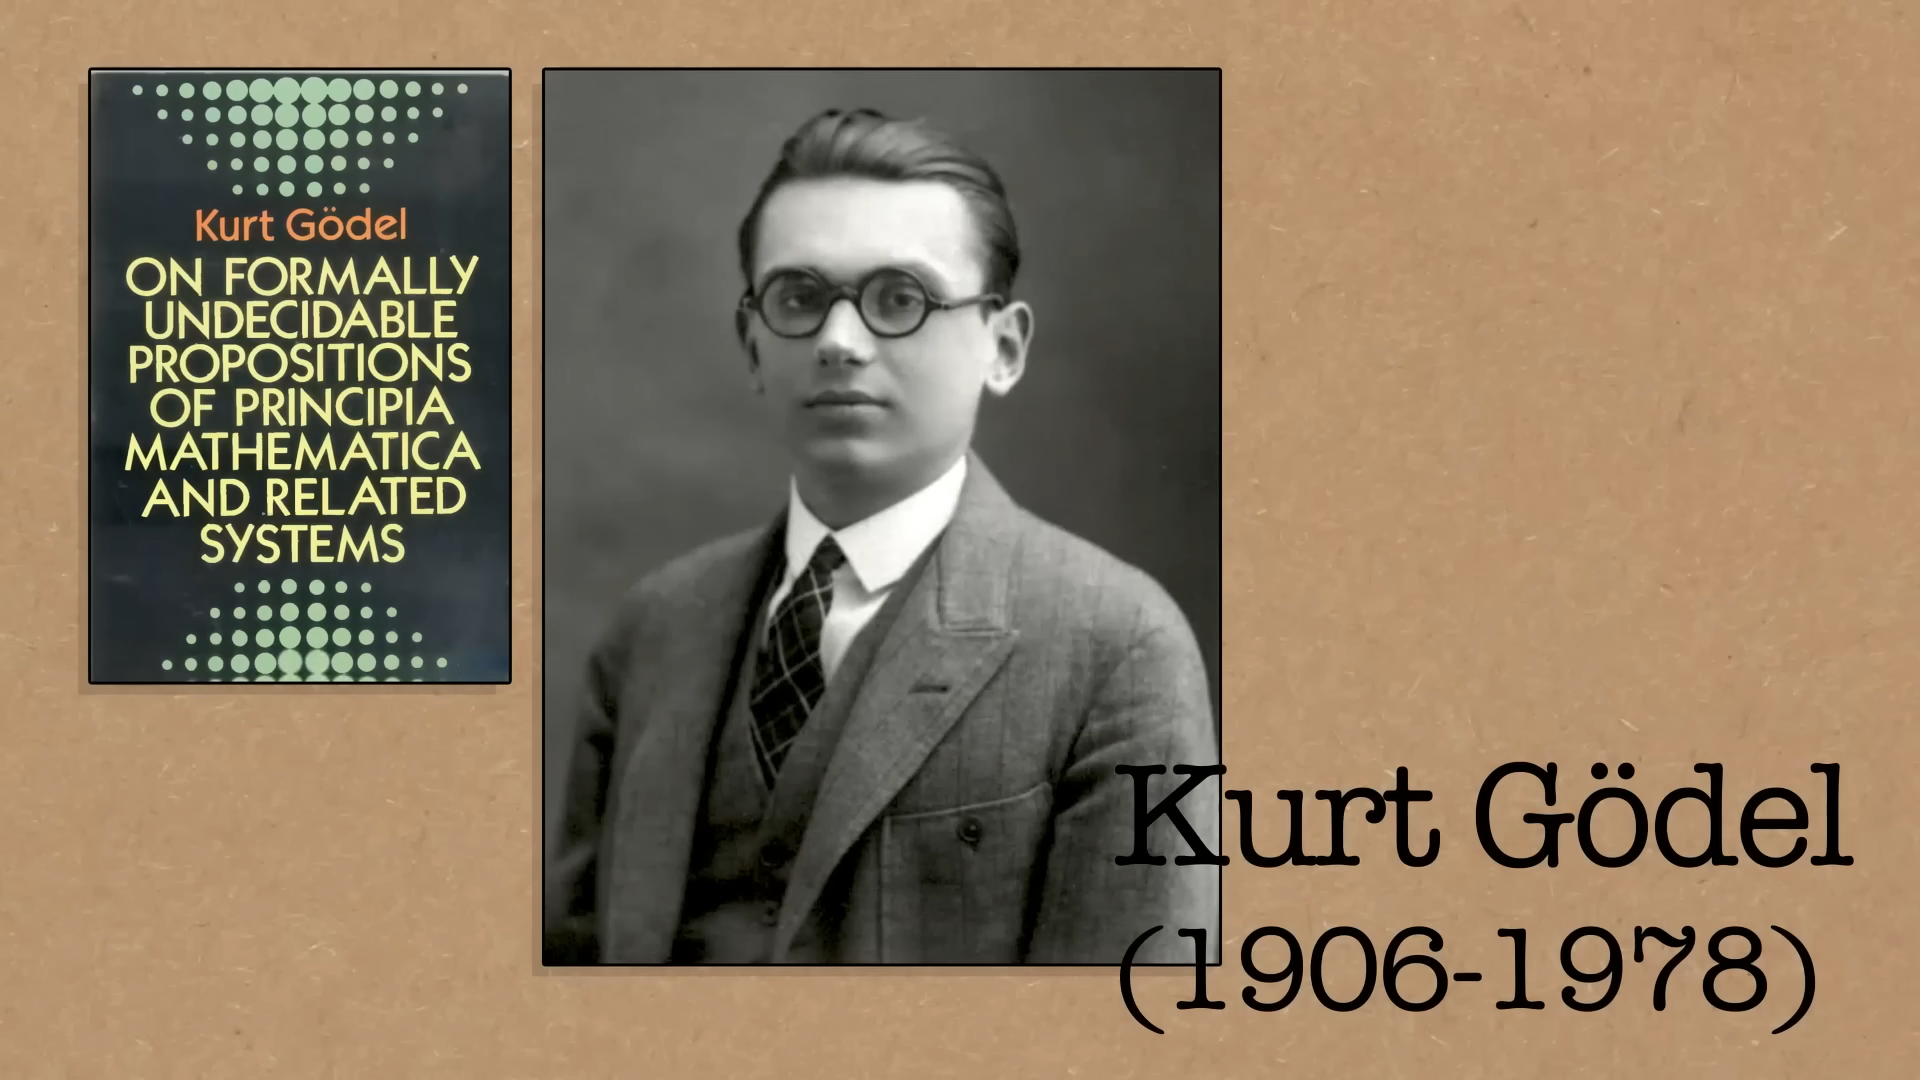 Kurt Gödel
ON FORMALLY
UNDECIDABLE
PROPOSITIONS
OF PRINCIPIA
MATHEMATICA
AND RELATED
SYSTEMS
Kurt Gödel
(1906-1978)